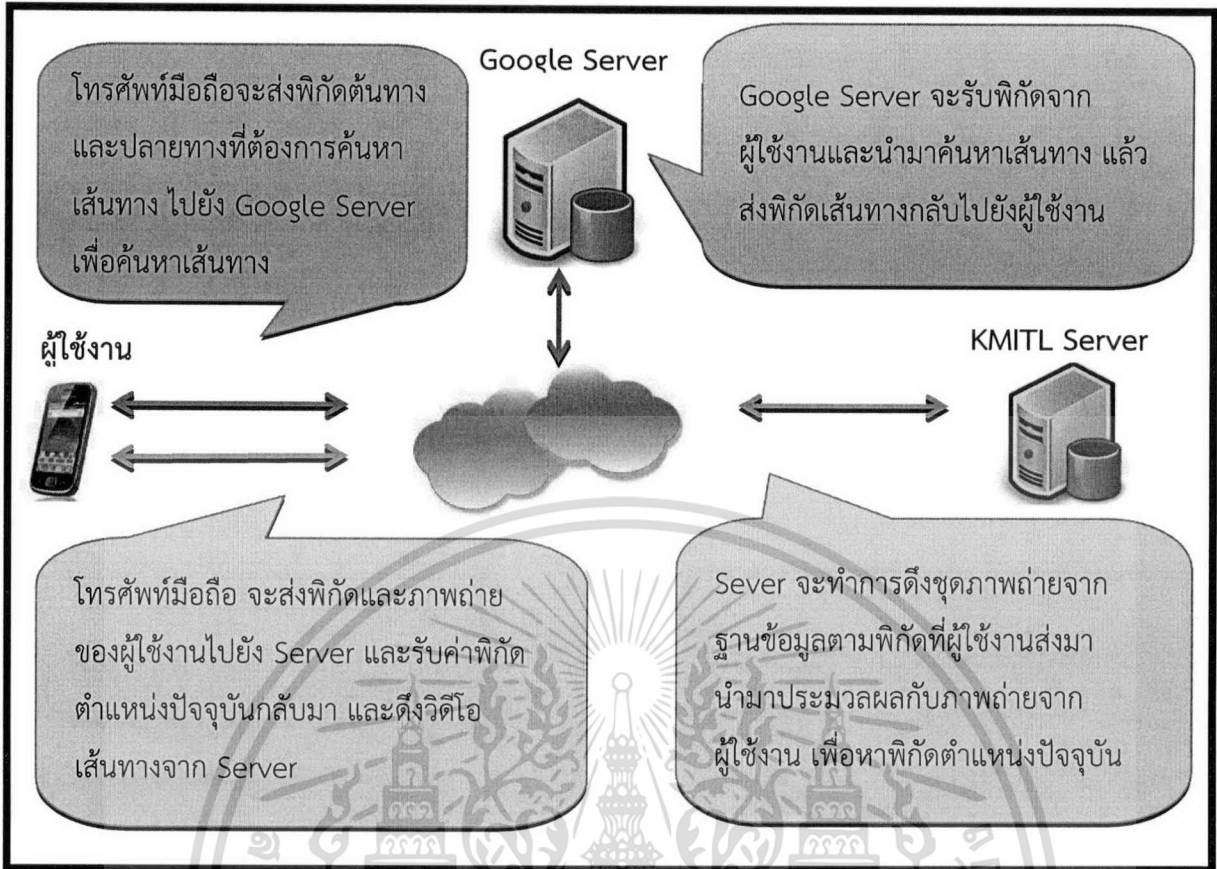 Google Server
โทรศัพท์มือถือจะส่งพิกัดต้นทาง
และปลายทางที่ต้องการค้นหา
เส้นทาง ไปยัง Google Server
เพื่อค้นหาเส้นทาง
Google Server จะรับพิกัดจาก
ผู้ใช้งานและนำมาค้นหาเส้นทาง แล้ว
ส่งพิกัดเส้นทางกลับไปยังผู้ใช้งาน
ผู้ใช้งาน
KMITL Server
โทรศัพท์มือถือ จะส่งพิกัดและภาพถ่าย
ของผู้ใช้งานไปยัง Server และรับค่าพิกัด
ตำแหน่งปัจจุบันกลับมา และดึงวิดีโอ
เส้นทางจาก Server
Sever จะทำการดึงชุดภาพถ่ายจาก
ฐานข้อมูลตามพิกัดที่ผู้ใช้งานส่งมา
นำมาประมวลผลกับภาพถ่ายจาก
ผู้ใช้งาน เพื่อหาพิกัดตำแหน่งปัจจุบัน